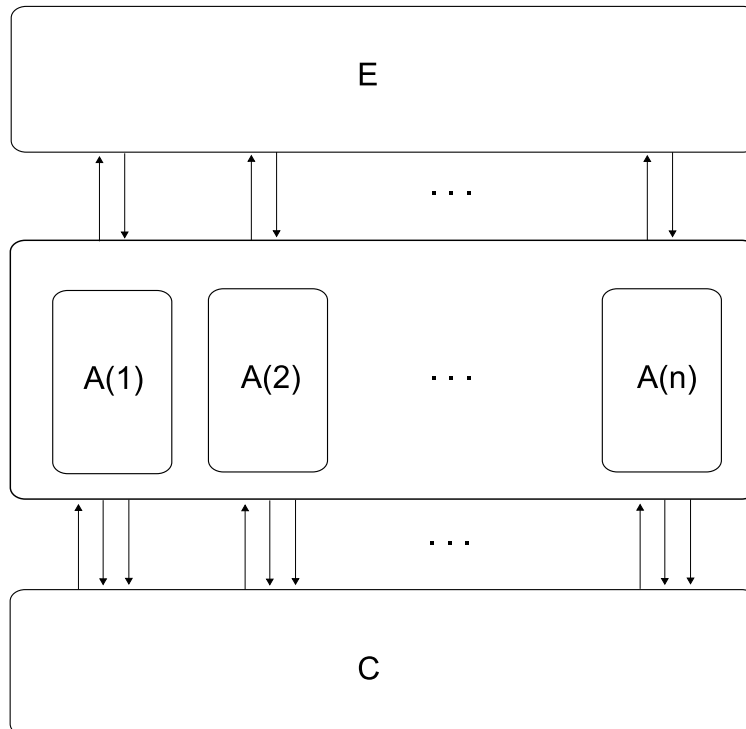 E
. . .
A(1) A(2) . . . A(n)
. . .
C